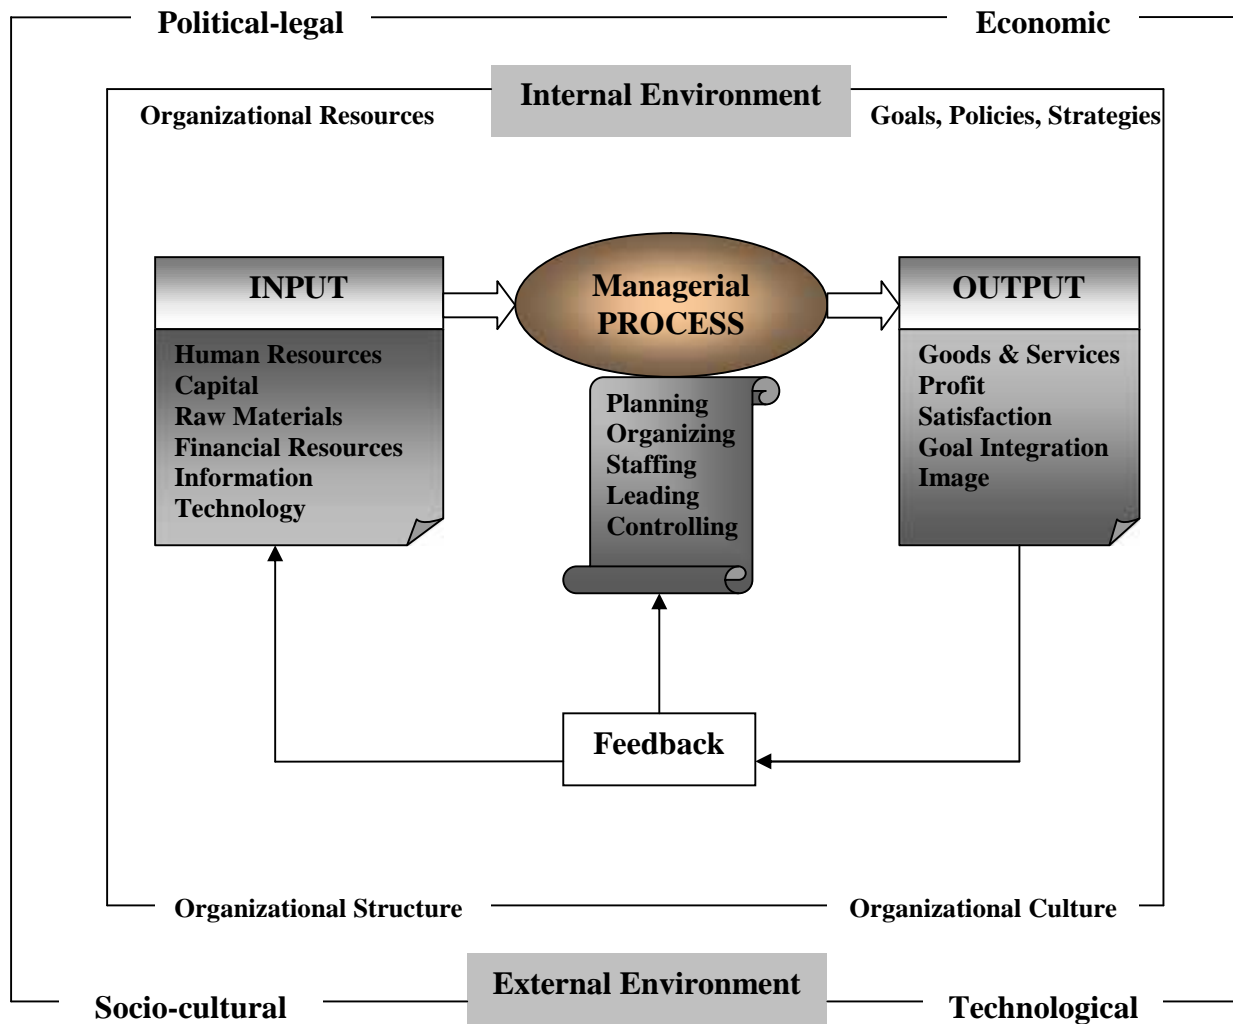 Political-legal
Economic
Internal Environment
Organizational Resources
Goals, Policies, Strategies
INPUT
Human Resources
Capital
Raw Materials
Financial Resources
Information
Technology
Managerial
PROCESS
Planning
Organizing
Staffing
Leading
Controlling
OUTPUT
Goods & Services
Profit
Satisfaction
Goal Integration
Image
Feedback
Organizational Structure
Organizational Culture
External Environment
Socio-cultural
Technological